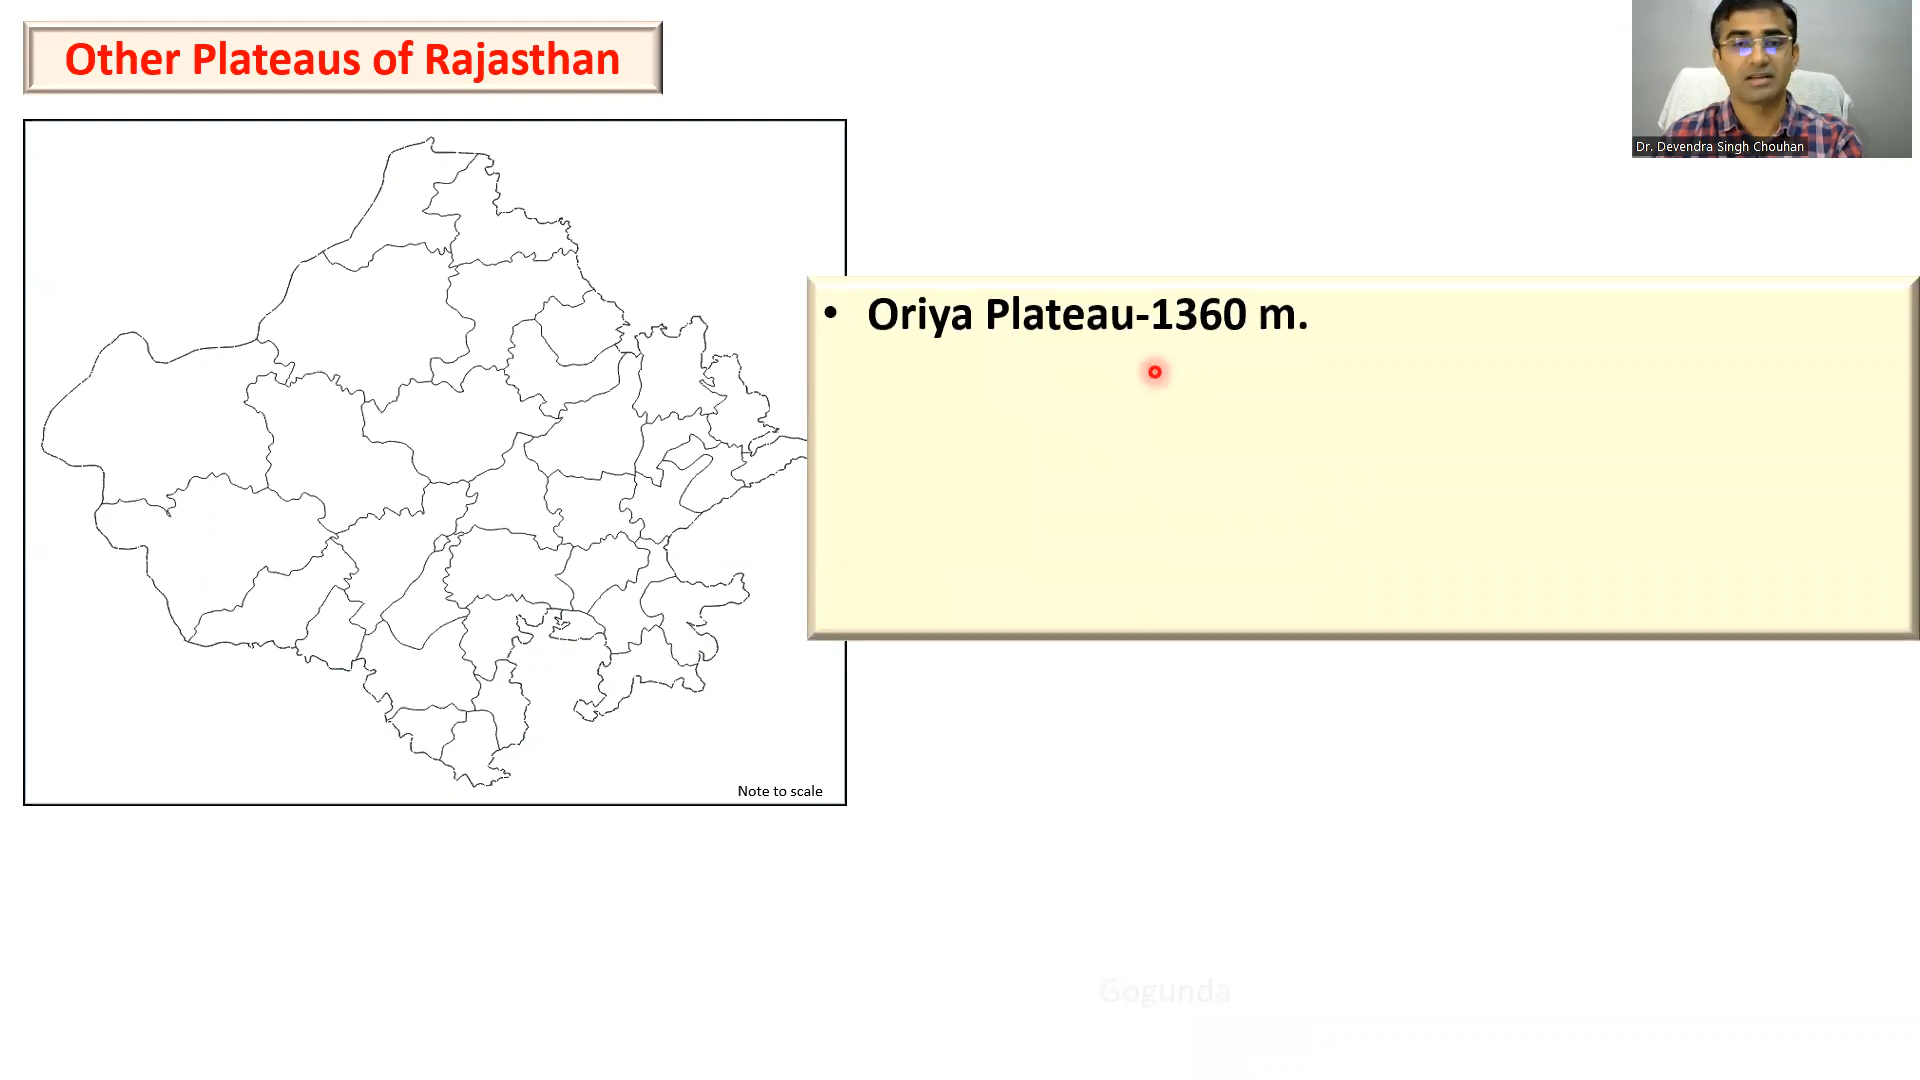 Other Plateaus of Rajasthan
Dr. Devendra Singh Chouhan
• Oriya Plateau-1360 m.
Note to scale
Gogunda